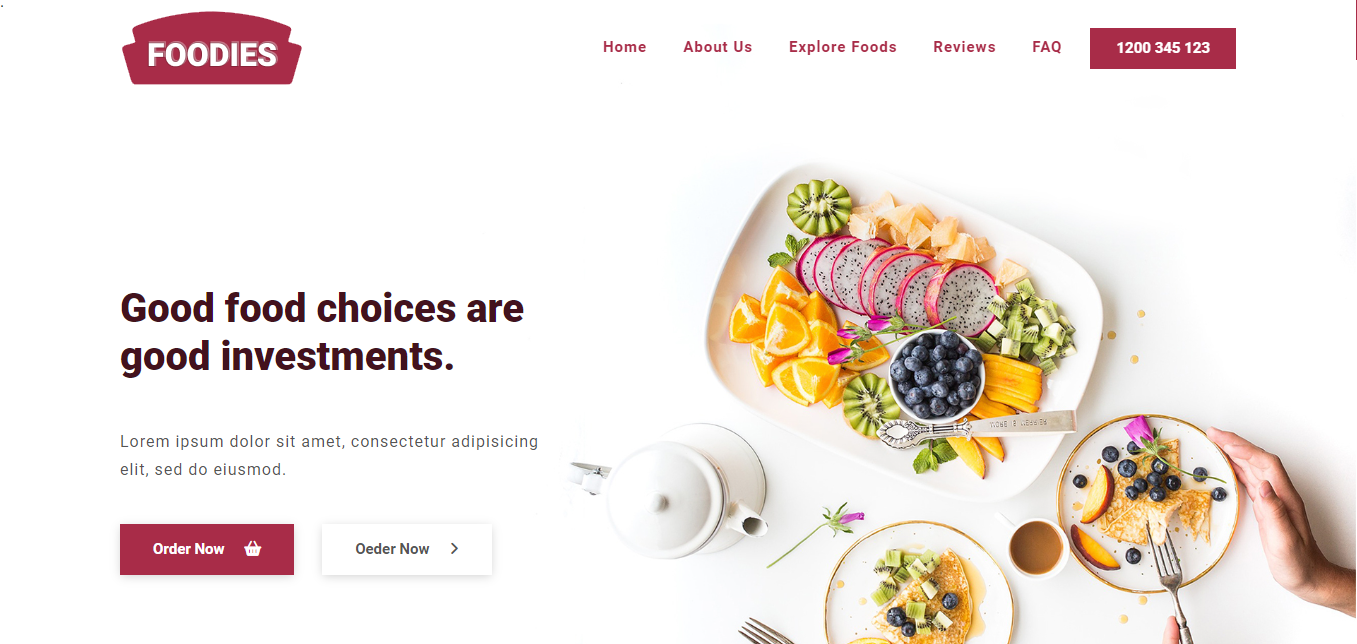 FOODIES
Home About Us Explore Foods Reviews FAQ 1200 345 123
Good food choices are
good investments.
Lorem ipsum dolor sit amet, consectetur adipisicing
elit, sed do eiusmod.
Order Now Oeder Now